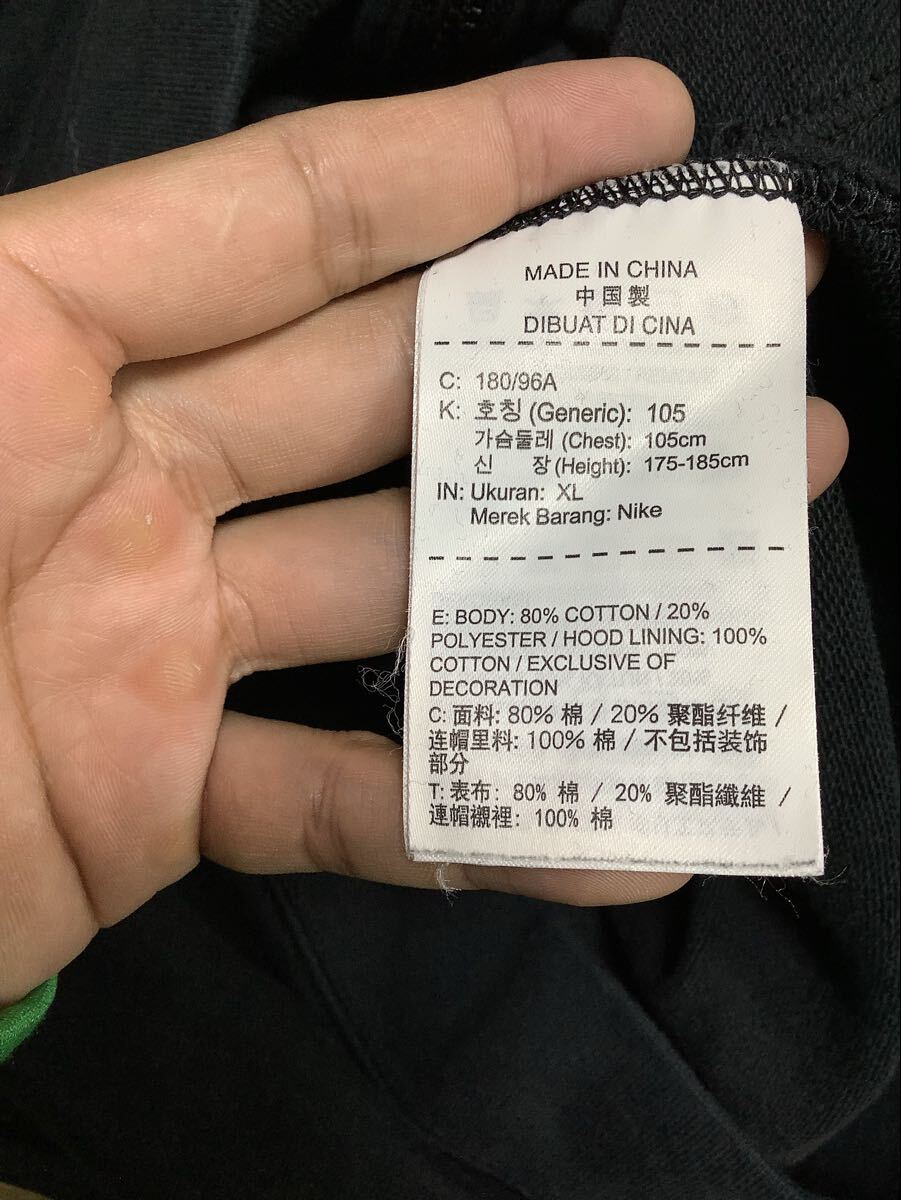 MADE IN CHINA
中国製
DIBUAT DI CINA
C: 180/96A
K: 호칭 (Generic): 105
가슴둘레 (Chest): 105cm
신 장 (Height): 175-185cm
IN: Ukuran: XL
Merek Barang: Nike
E: BODY: 80% COTTON / 20%
POLYESTER / HOOD LINING: 100%
COTTON / EXCLUSIVE OF
DECORATION
C: 面料: 80% 棉 / 20% 聚酯纤维 /
连帽里料: 100% 棉 / 不包括装饰
部分
T: 表布: 80% 棉 / 20% 聚酯纖維 /
連帽襯裡: 100% 棉